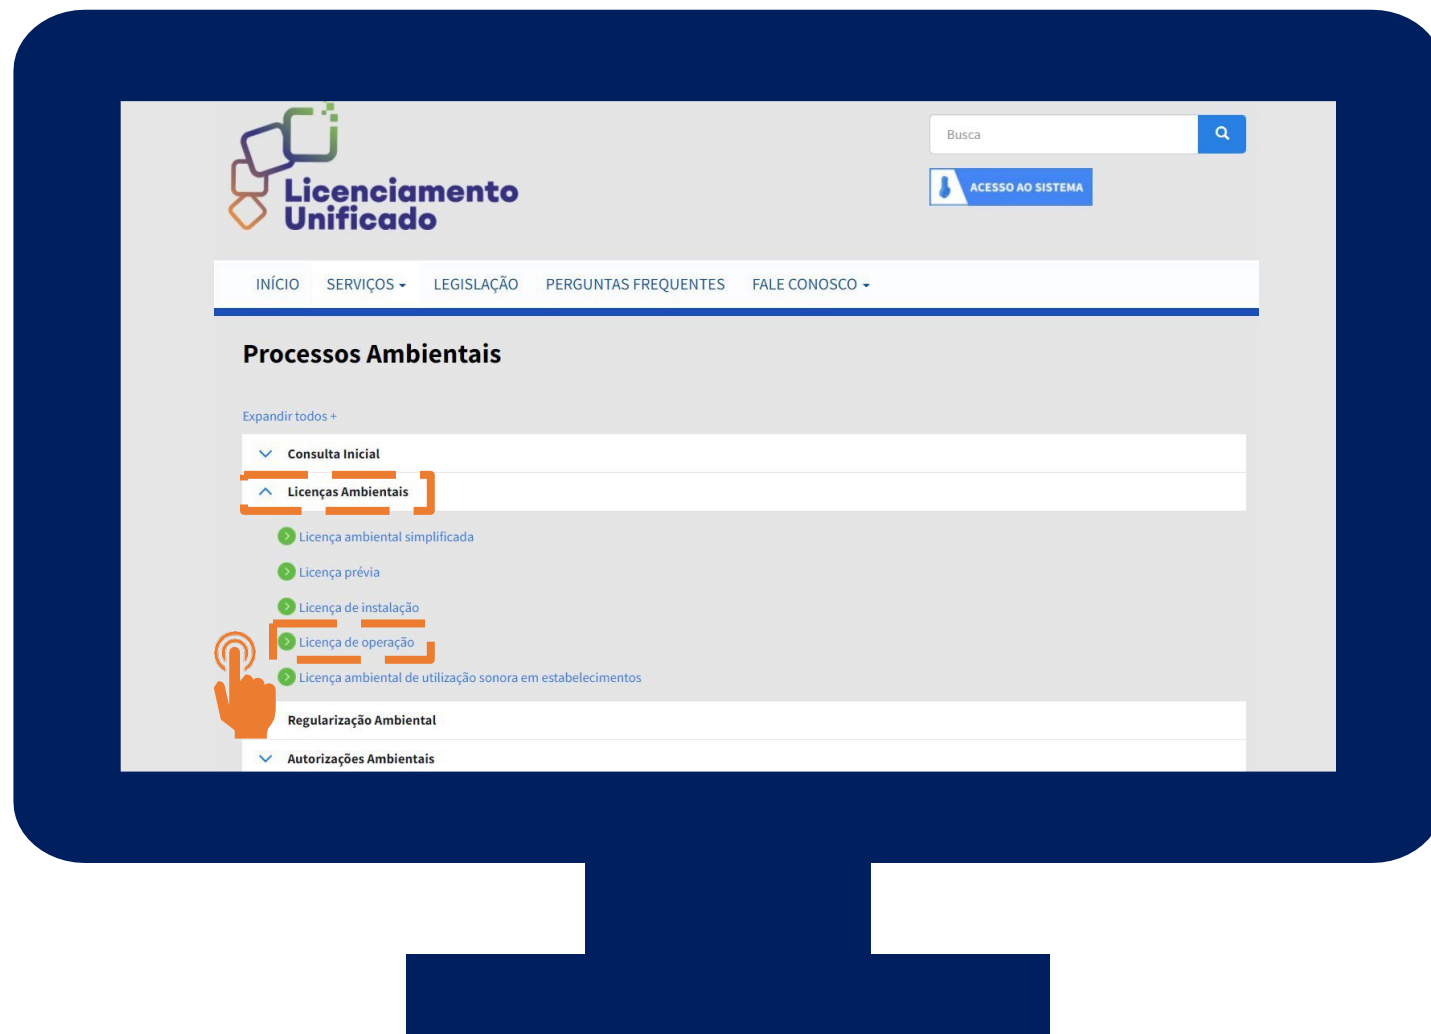 Licenciamento
Unificado
Busca
ACESSO AO SISTEMA
INÍCIO SERVIÇOS LEGISLAÇÃO PERGUNTAS FREQUENTES FALE CONOSCO
Processos Ambientais
Expandir todos +
Consulta Inicial
Licenças Ambientais
Licença ambiental simplificada
Licença prévia
Licença de instalação
Licença de operação
Licença ambiental de utilização sonora em estabelecimentos
Regularização Ambiental
Autorizações Ambientais